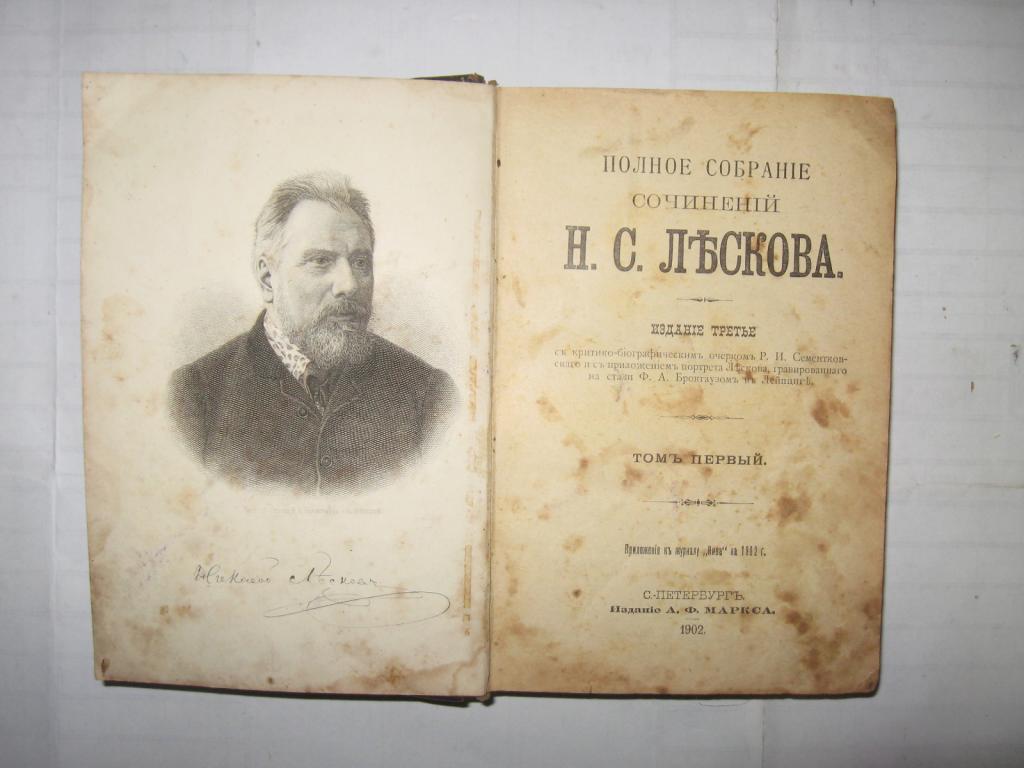 Николай Лѣсковъ
ПОЛНОЕ СОБРАНІЕ
СОЧИНЕНІЙ
Н. С. ЛѢСКОВА.
ИЗДАНІЕ ТРЕТЬЕ
съ критико-біографическимъ очеркомъ Р. И. Сементков-
скаго и съ приложеніемъ портрета Лѣскова, гравированнаго
на стали Ф. А. Брокгаузомъ въ Лейпцигѣ.
ТОМЪ ПЕРВЫЙ.
Приложеніе къ журналу „Нива" на 1902 г.
С.-ПЕТЕРБУРГЪ.
Изданіе А. Ф. МАРКСА.
1902.